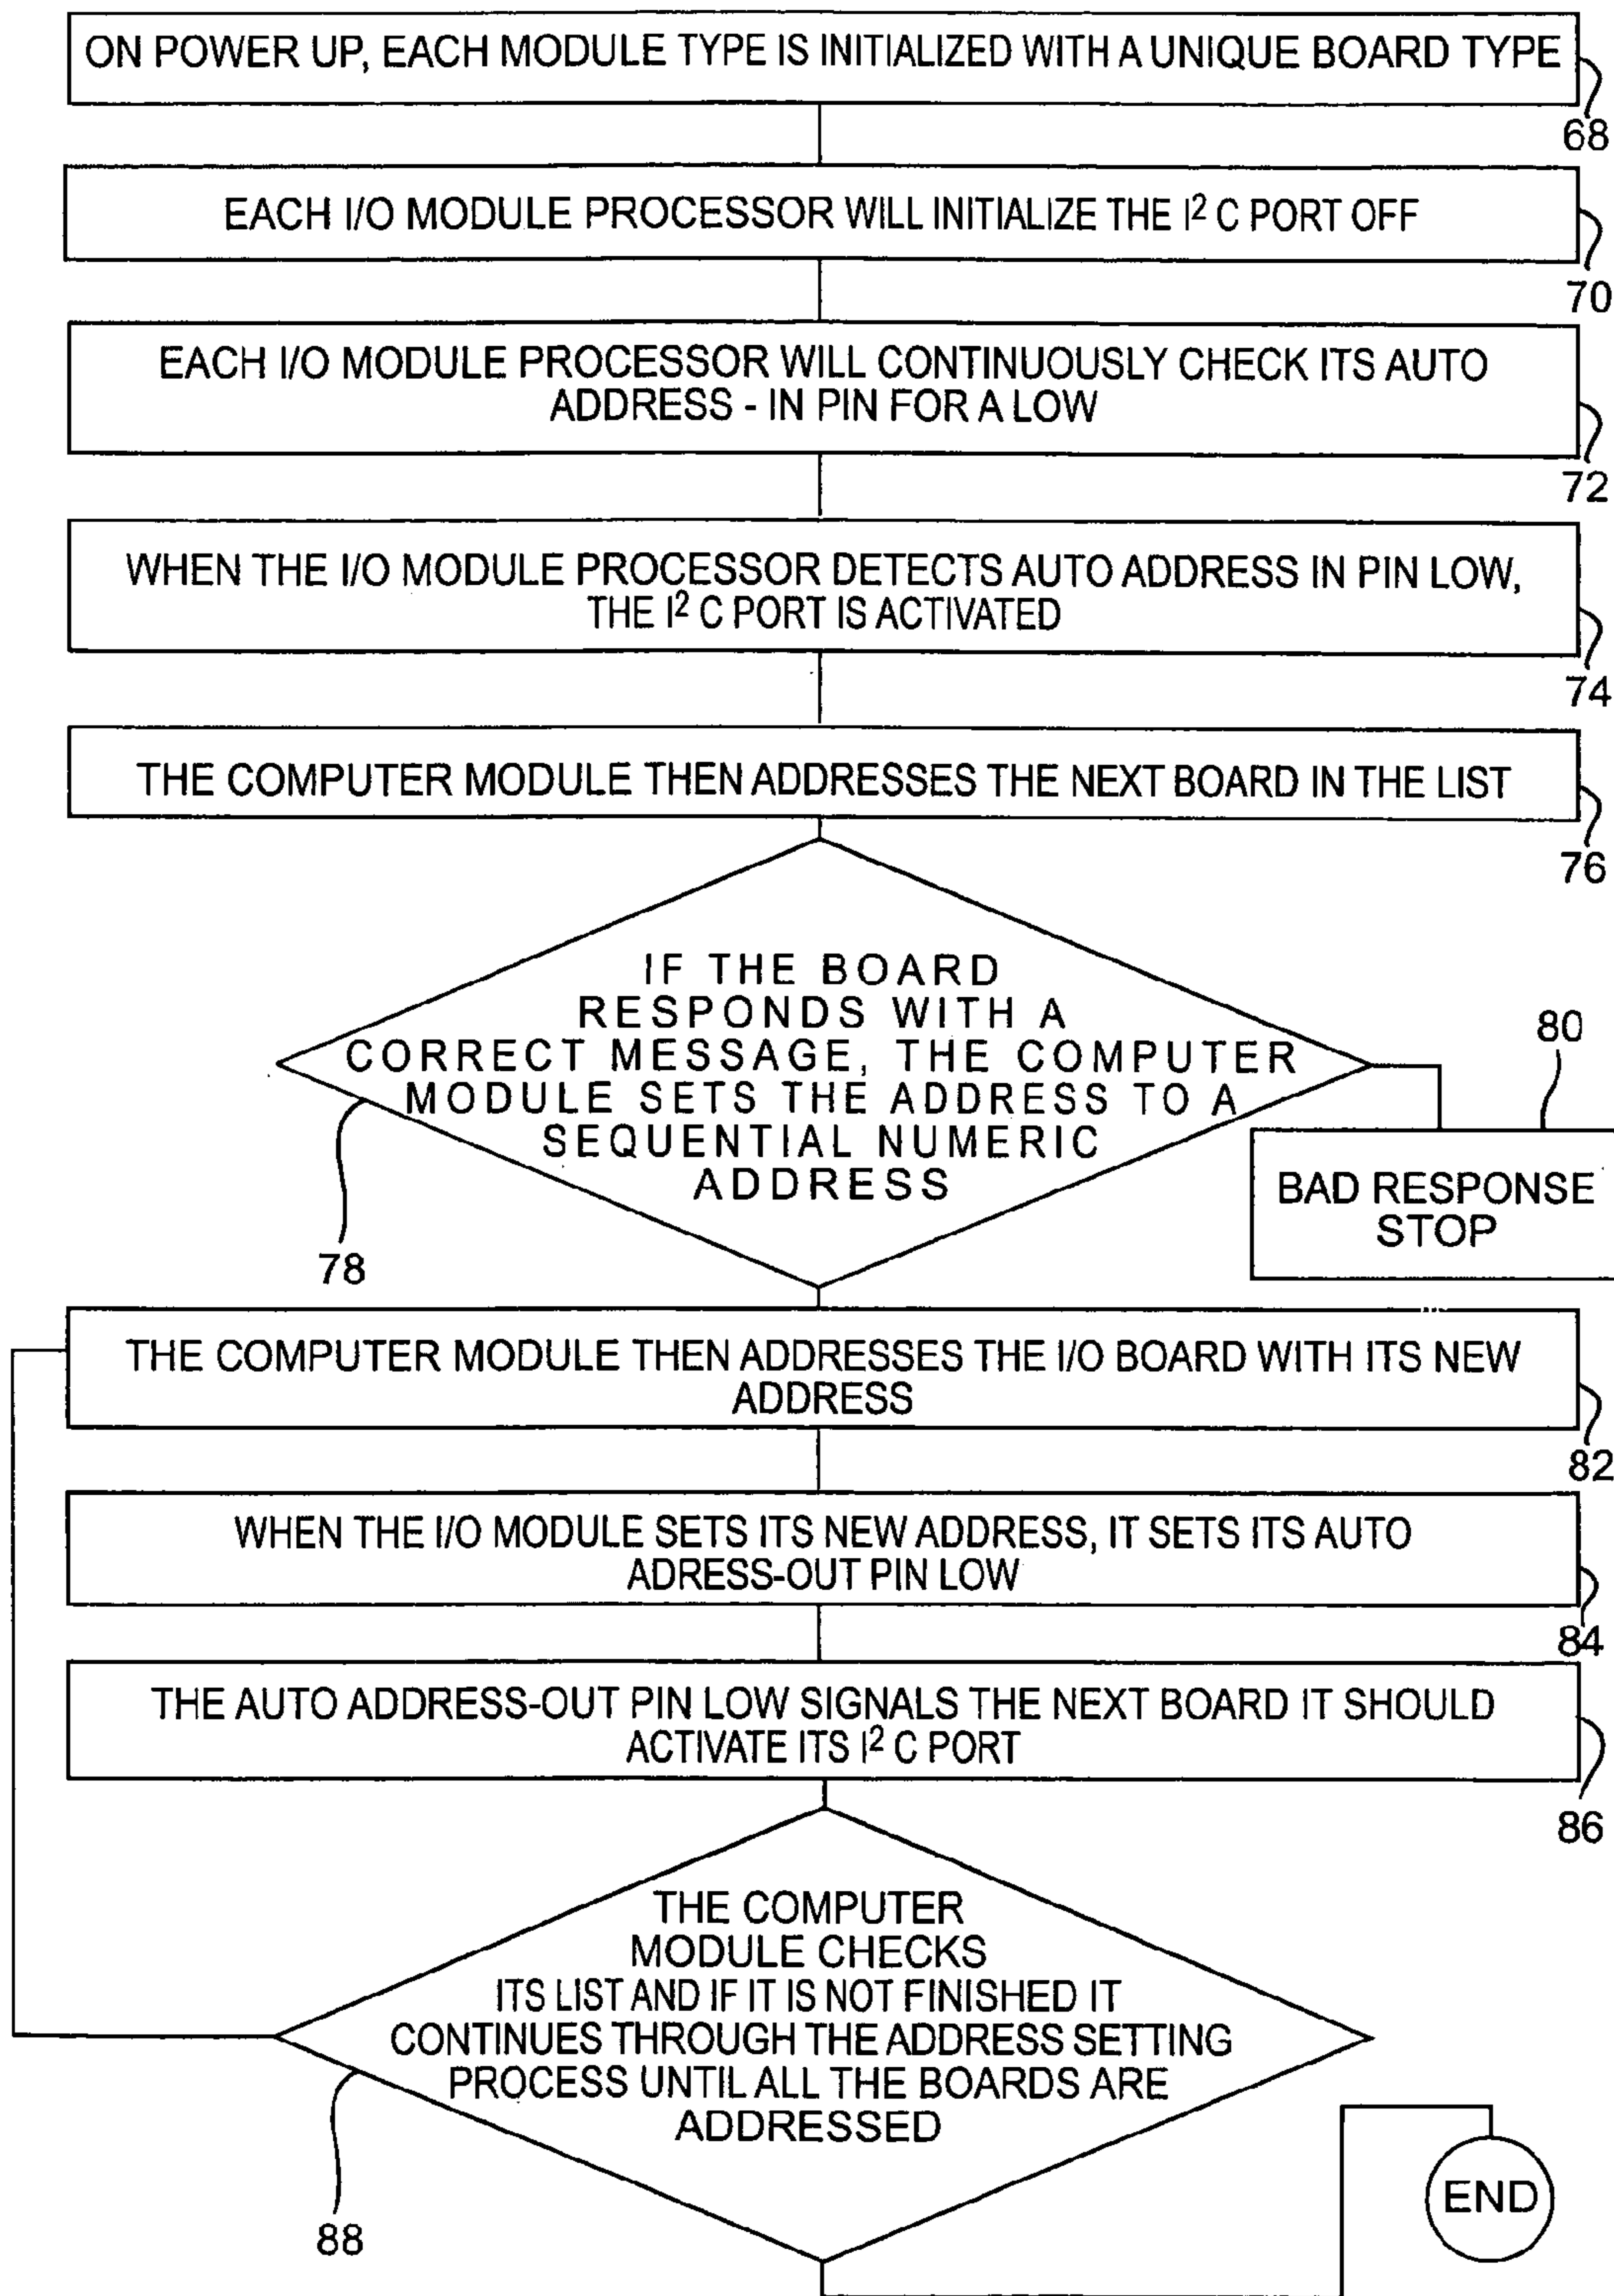 ON POWER UP, EACH MODULE TYPE IS INITIALIZED WITH A UNIQUE BOARD TYPE
68
EACH I/O MODULE PROCESSOR WILL INITIALIZE THE I² C PORT OFF
70
EACH I/O MODULE PROCESSOR WILL CONTINUOUSLY CHECK ITS AUTO
ADDRESS - IN PIN FOR A LOW
72
WHEN THE I/O MODULE PROCESSOR DETECTS AUTO ADDRESS IN PIN LOW,
THE I² C PORT IS ACTIVATED
74
THE COMPUTER MODULE THEN ADDRESSES THE NEXT BOARD IN THE LIST
76
IF THE BOARD
RESPONDS WITH A
CORRECT MESSAGE, THE COMPUTER
MODULE SETS THE ADDRESS TO A
SEQUENTIAL NUMERIC
ADDRESS
78
80
BAD RESPONSE
STOP
THE COMPUTER MODULE THEN ADDRESSES THE I/O BOARD WITH ITS NEW
ADDRESS
82
WHEN THE I/O MODULE SETS ITS NEW ADDRESS, IT SETS ITS AUTO
ADRESS-OUT PIN LOW
84
THE AUTO ADDRESS-OUT PIN LOW SIGNALS THE NEXT BOARD IT SHOULD
ACTIVATE ITS I² C PORT
86
THE COMPUTER
MODULE CHECKS
ITS LIST AND IF IT IS NOT FINISHED IT
CONTINUES THROUGH THE ADDRESS SETTING
PROCESS UNTIL ALL THE BOARDS ARE
ADDRESSED
88
END